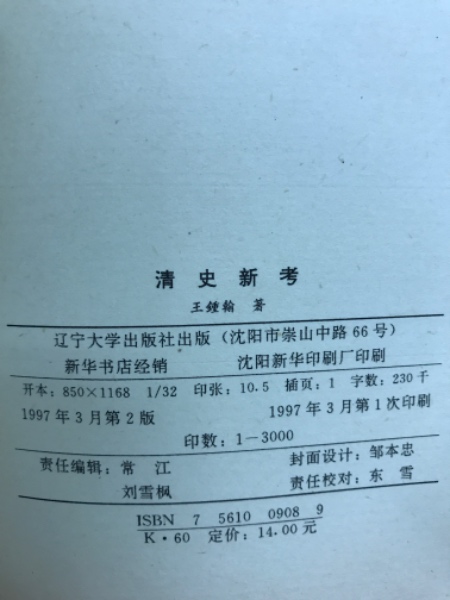 清史新考
王锺翰 著
辽宁大学出版社出版（沈阳市崇山中路66号）
新华书店经销 沈阳新华印刷厂印刷
开本：850×1168 1/32 印张：10.5 插页：1 字数：230千
1997年3月第2版 1997年3月第1次印刷
印数：1－3000
责任编辑：常江 封面设计：邹本忠
刘雪枫 责任校对：东雪
ISBN 7 5610 0908 9
K·60 定价：14.00元